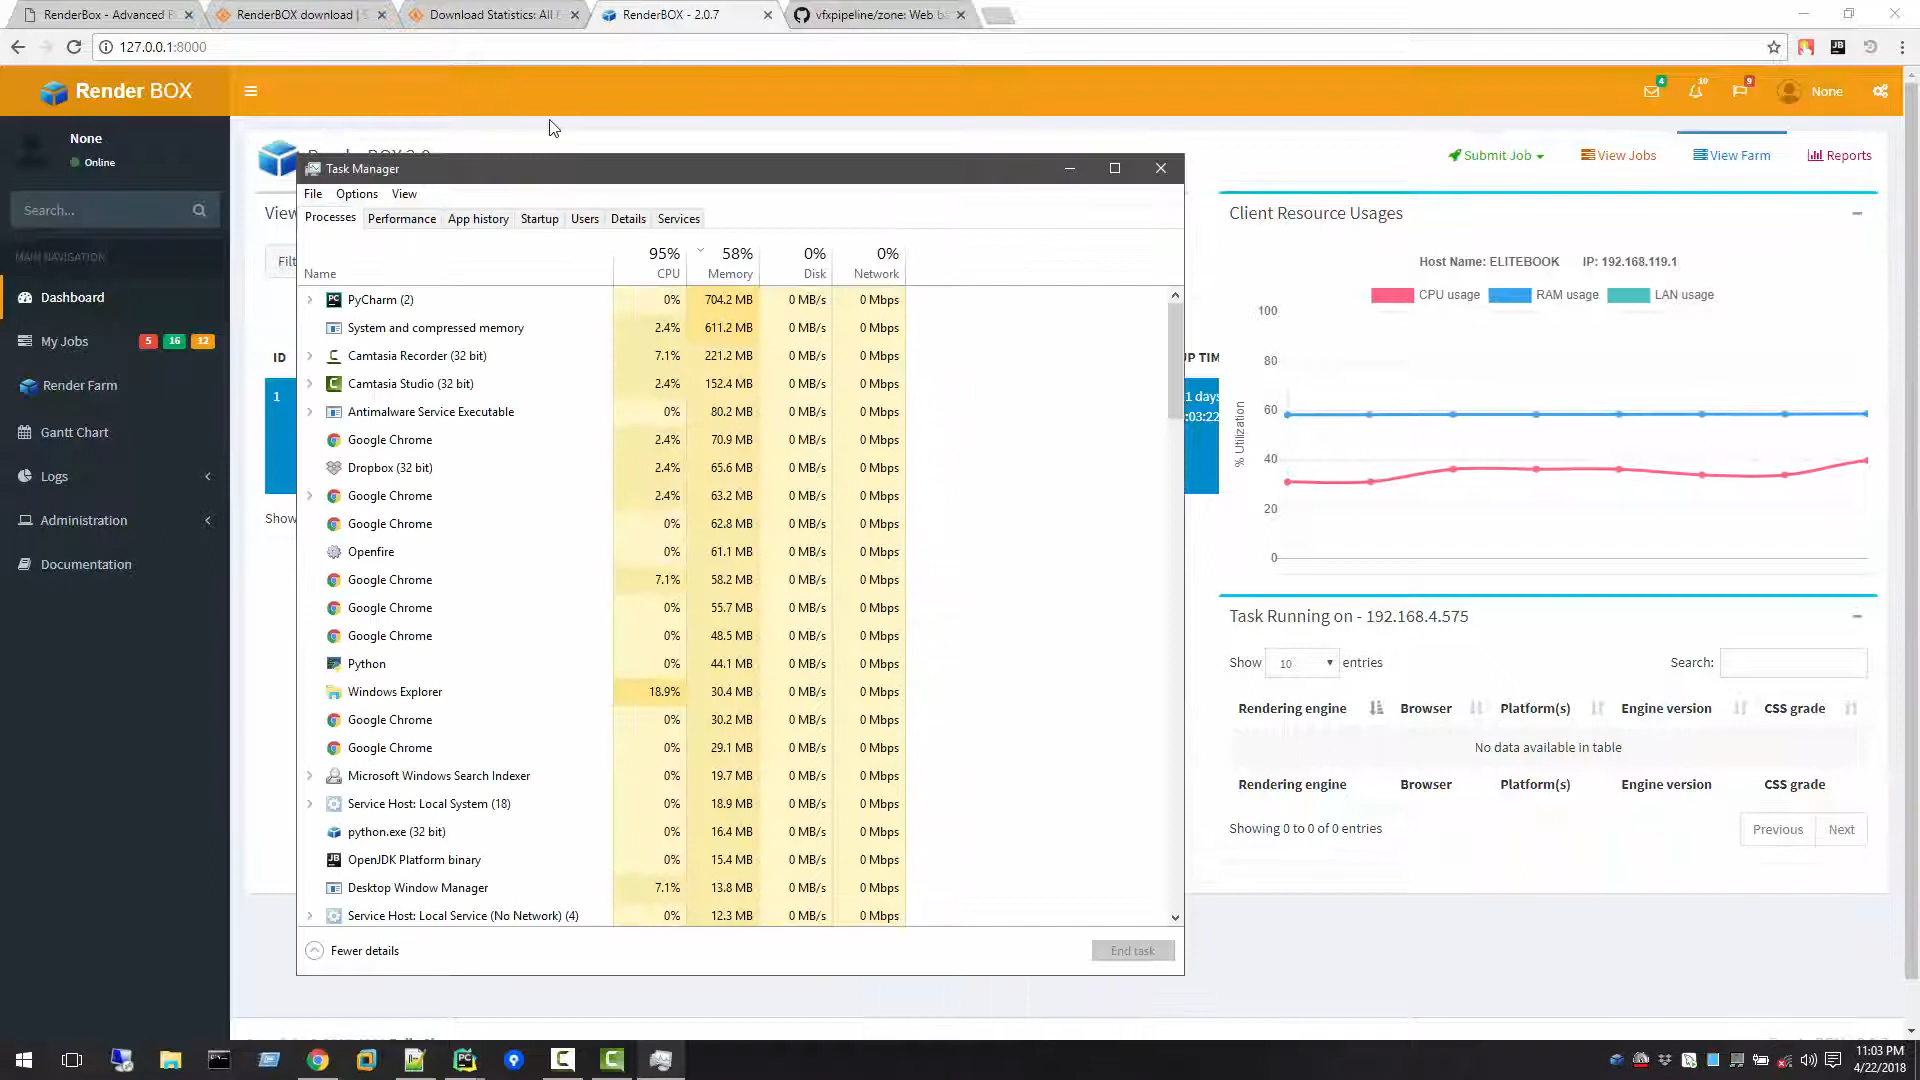 RenderBox - Advanced F
RenderBOX download | S
Download Statistics: All F
RenderBOX - 2.0.7
vfxpipeline/zone: Web ba
127.0.0.1:8000
Render BOX
4
10
9
None
None
Online
Search...
MAIN NAVIGATION
Dashboard
My Jobs 5 16 12
Render Farm
Gantt Chart
Logs
Administration
Documentation
Submit Job
View Jobs
View Farm
Reports
View
Filt
ID
1
Show
UP TIM
1 days
:03:22
Task Manager
File Options View
Processes Performance App history Startup Users Details Services
95% 58% 0% 0%
Name CPU Memory Disk Network
PyCharm (2) 0% 704.2 MB 0 MB/s 0 Mbps
System and compressed memory 2.4% 611.2 MB 0 MB/s 0 Mbps
Camtasia Recorder (32 bit) 7.1% 221.2 MB 0 MB/s 0 Mbps
Camtasia Studio (32 bit) 2.4% 152.4 MB 0 MB/s 0 Mbps
Antimalware Service Executable 0% 80.2 MB 0 MB/s 0 Mbps
Google Chrome 2.4% 70.9 MB 0 MB/s 0 Mbps
Dropbox (32 bit) 2.4% 65.6 MB 0 MB/s 0 Mbps
Google Chrome 2.4% 63.2 MB 0 MB/s 0 Mbps
Google Chrome 0% 62.8 MB 0 MB/s 0 Mbps
Openfire 0% 61.1 MB 0 MB/s 0 Mbps
Google Chrome 7.1% 58.2 MB 0 MB/s 0 Mbps
Google Chrome 0% 55.7 MB 0 MB/s 0 Mbps
Google Chrome 0% 48.5 MB 0 MB/s 0 Mbps
Python 0% 44.1 MB 0 MB/s 0 Mbps
Windows Explorer 18.9% 30.4 MB 0 MB/s 0 Mbps
Google Chrome 0% 30.2 MB 0 MB/s 0 Mbps
Google Chrome 0% 29.1 MB 0 MB/s 0 Mbps
Microsoft Windows Search Indexer 0% 19.7 MB 0 MB/s 0 Mbps
Service Host: Local System (18) 0% 18.9 MB 0 MB/s 0 Mbps
python.exe (32 bit) 0% 16.4 MB 0 MB/s 0 Mbps
OpenJDK Platform binary 0% 15.4 MB 0 MB/s 0 Mbps
Desktop Window Manager 7.1% 13.8 MB 0 MB/s 0 Mbps
Service Host: Local Service (No Network) (4) 0% 12.3 MB 0 MB/s 0 Mbps
Fewer details
End task
Client Resource Usages
Host Name: ELITEBOOK IP: 192.168.119.1
CPU usage RAM usage LAN usage
100
80
60
40
20
0
% Utilization
Task Running on - 192.168.4.575
Show 10 entries
Search:
Rendering engine Browser Platform(s) Engine version CSS grade
No data available in table
Rendering engine Browser Platform(s) Engine version CSS grade
Showing 0 to 0 of 0 entries
Previous Next
11:03 PM
4/22/2018